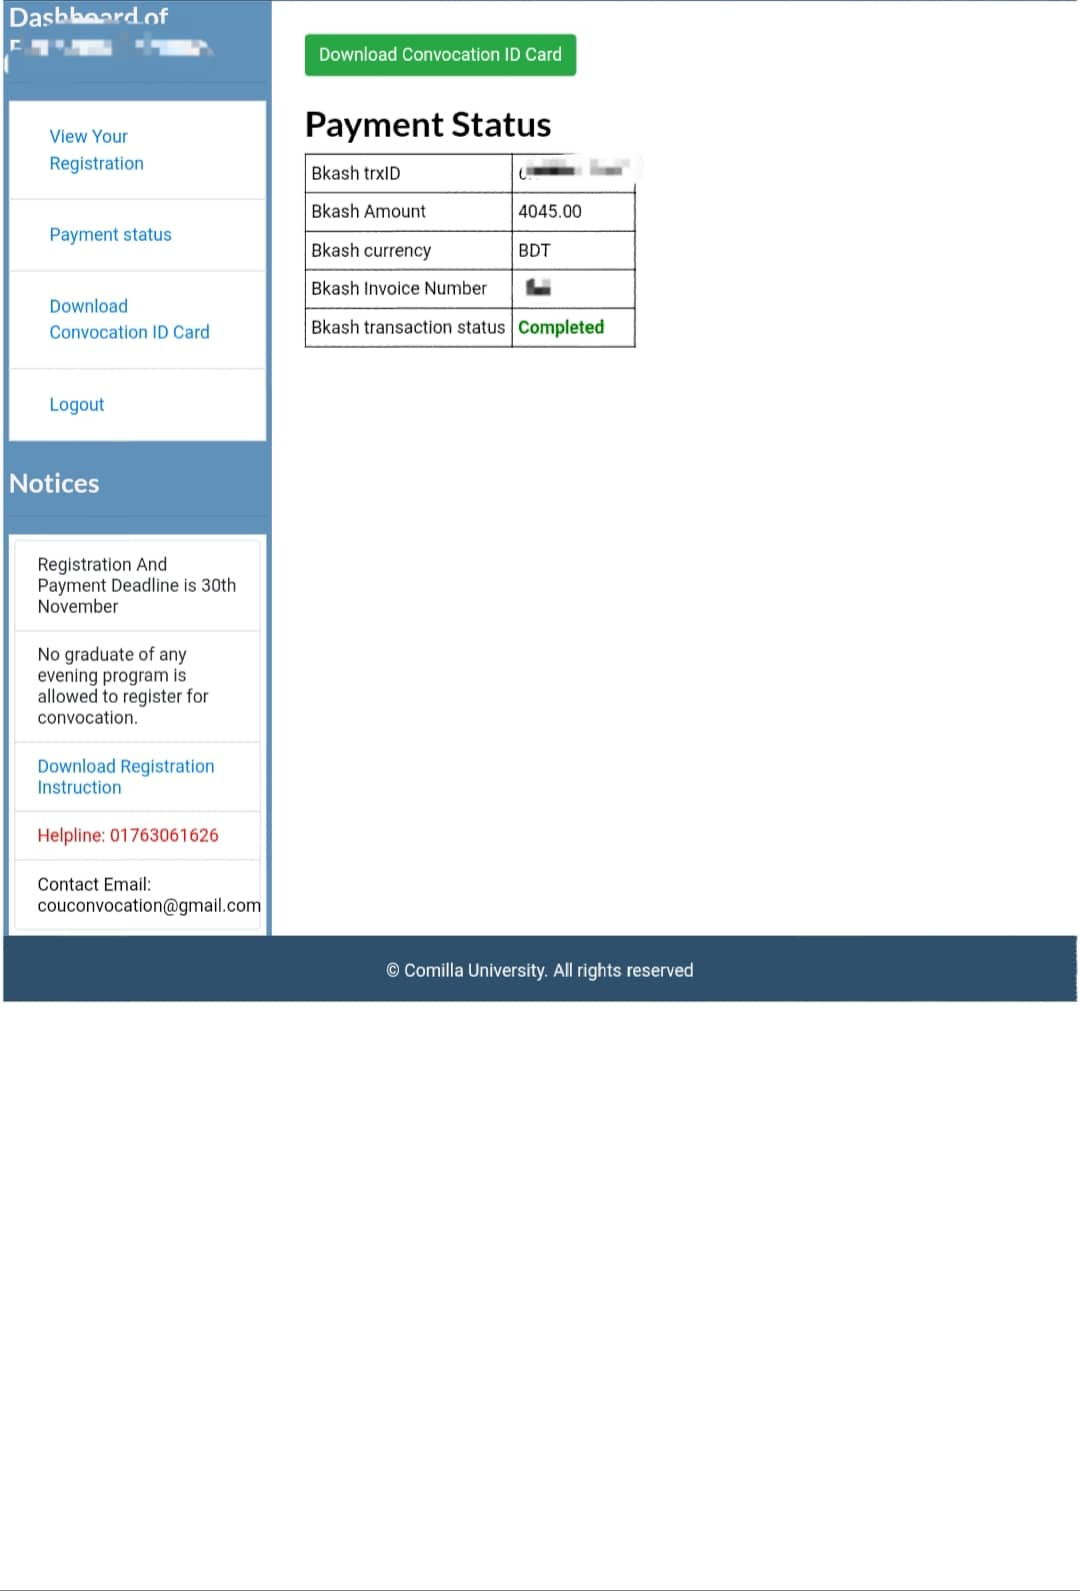 Dashboard of
View Your
Registration
Payment status
Download
Convocation ID Card
Logout
Notices
Registration And
Payment Deadline is 30th
November
No graduate of any
evening program is
allowed to register for
convocation.
Download Registration
Instruction
Helpline: 01763061626
Contact Email:
couconvocation@gmail.com
Download Convocation ID Card
Payment Status
Bkash trxID
Bkash Amount 4045.00
Bkash currency BDT
Bkash Invoice Number
Bkash transaction status Completed
© Comilla University. All rights reserved